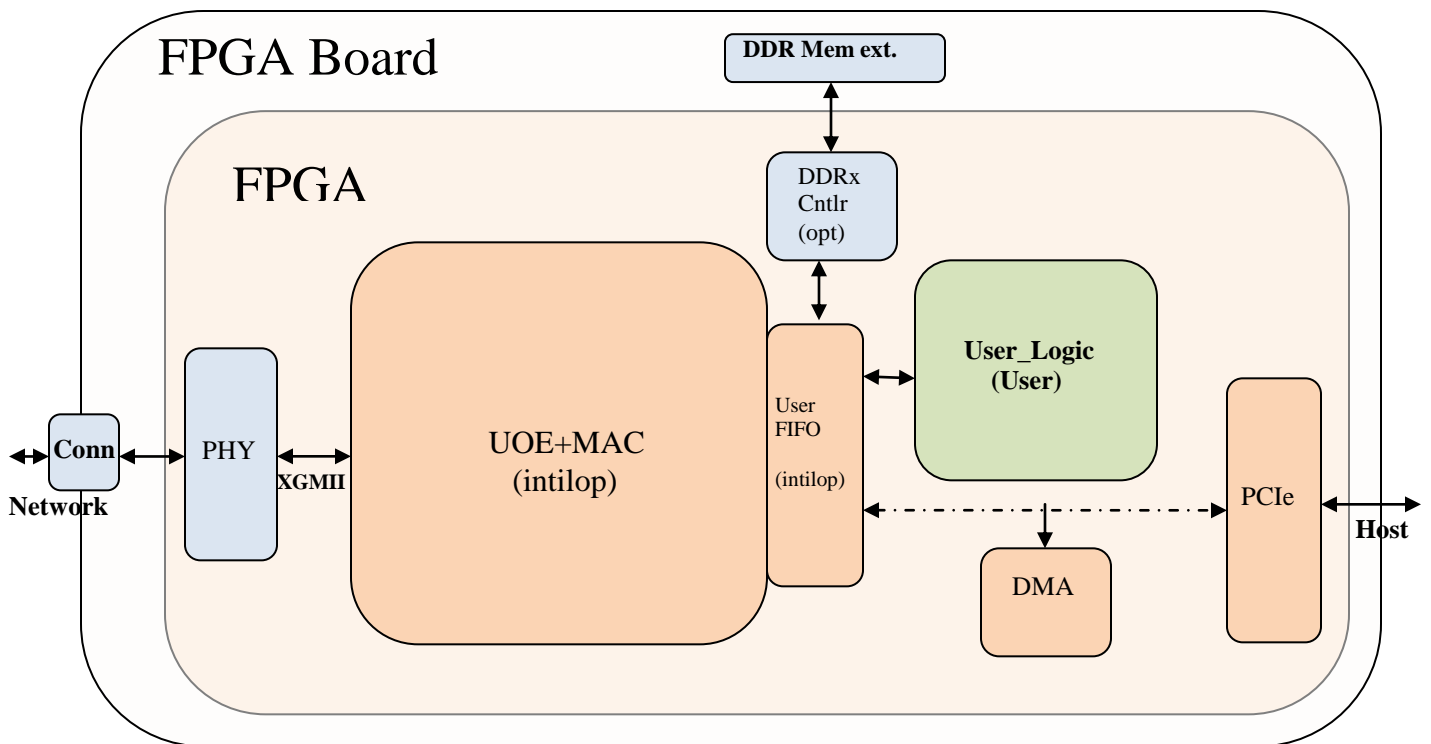 FPGA Board
DDR Mem ext.
FPGA
DDRx
Cntlr
(opt)
User_Logic
(User)
User
FIFO
(intilop)
UOE+MAC
(intilop)
Conn
PHY
XGMII
Network
PCIe
Host
DMA